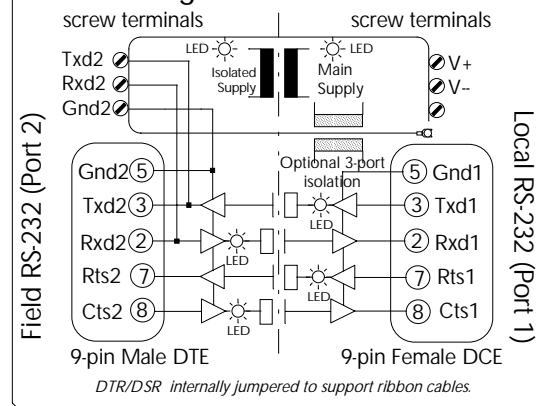 screw terminals screw terminals
Txd2 LED LED V+
Rxd2 Isolated Supply Main Supply V--
Gnd2
Optional 3-port isolation
Gnd2 5 5 Gnd1
Txd2 3 3 Txd1
LED
Rxd2 2 2 Rxd1
LED
Rts2 7 7 Rts1
LED
Cts2 8 8 Cts1
LED
Field RS-232 (Port 2)
Local RS-232 (Port 1)
9-pin Male DTE 9-pin Female DCE
DTR/DSR internally jumpered to support ribbon cables.